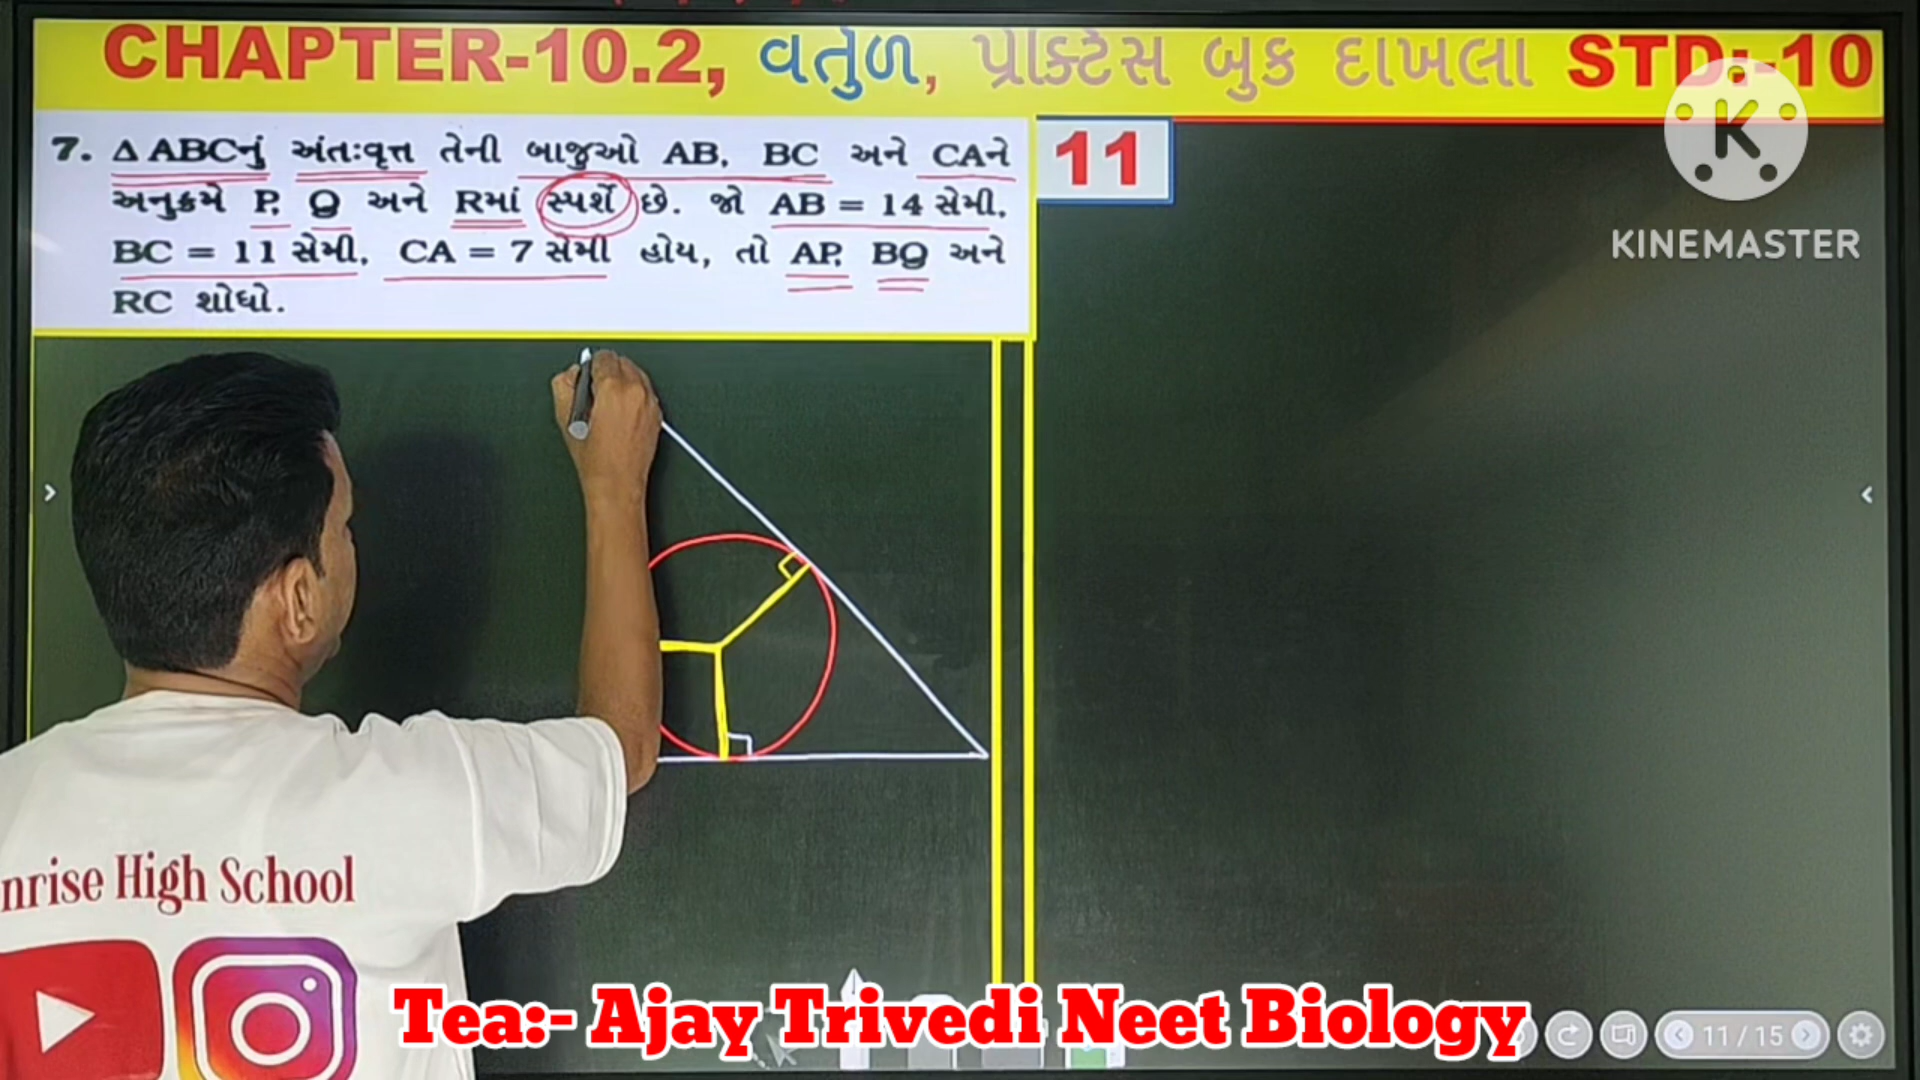 CHAPTER-10.2, વર્તુળ, પ્રેક્ટિસ બુક દાખલા STD:-10
7. Δ ABCનું અંતઃવૃત્ત તેની બાજુઓ AB, BC અને CAને
અનુક્રમે P, Q અને Rમાં સ્પર્શે છે. જો AB = 14 સેમી,
BC = 11 સેમી, CA = 7 સેમી હોય, તો AP, BQ અને
RC શોધો.
11
K
KINEMASTER
nrise High School
Tea:- Ajay Trivedi Neet Biology
11 / 15